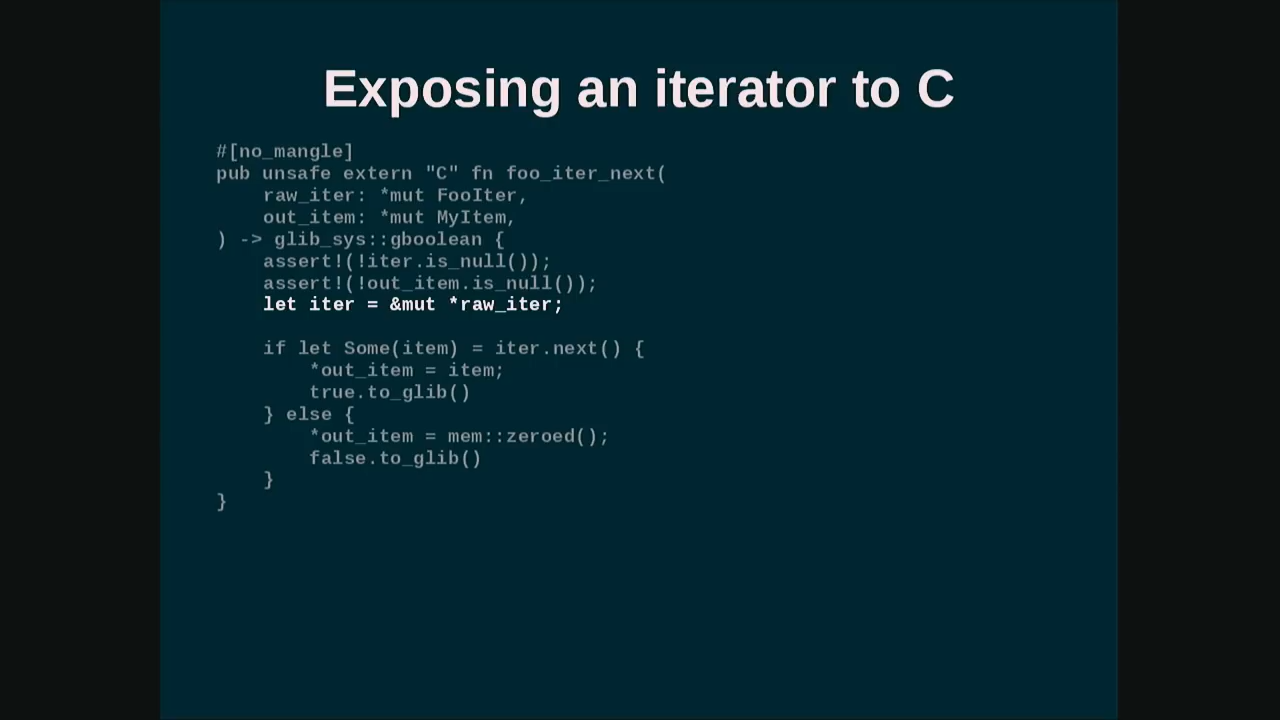 Exposing an iterator to C
#[no_mangle]
pub unsafe extern "C" fn foo_iter_next(
    raw_iter: *mut FooIter,
    out_item: *mut MyItem,
) -> glib_sys::gboolean {
    assert!(!iter.is_null());
    assert!(!out_item.is_null());
    let iter = &mut *raw_iter;

    if let Some(item) = iter.next() {
        *out_item = item;
        true.to_glib()
    } else {
        *out_item = mem::zeroed();
        false.to_glib()
    }
}